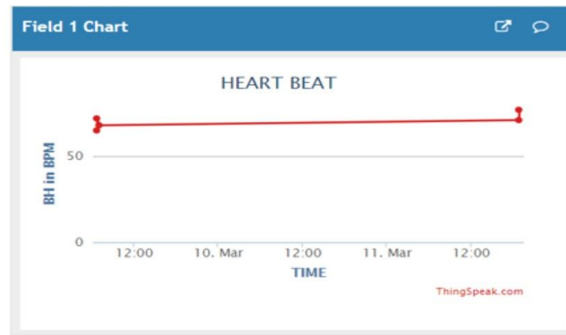 Field 1 Chart
HEART BEAT
BH in BPM
50
0
12:00 10. Mar 12:00 11. Mar 12:00
TIME
ThingSpeak.com